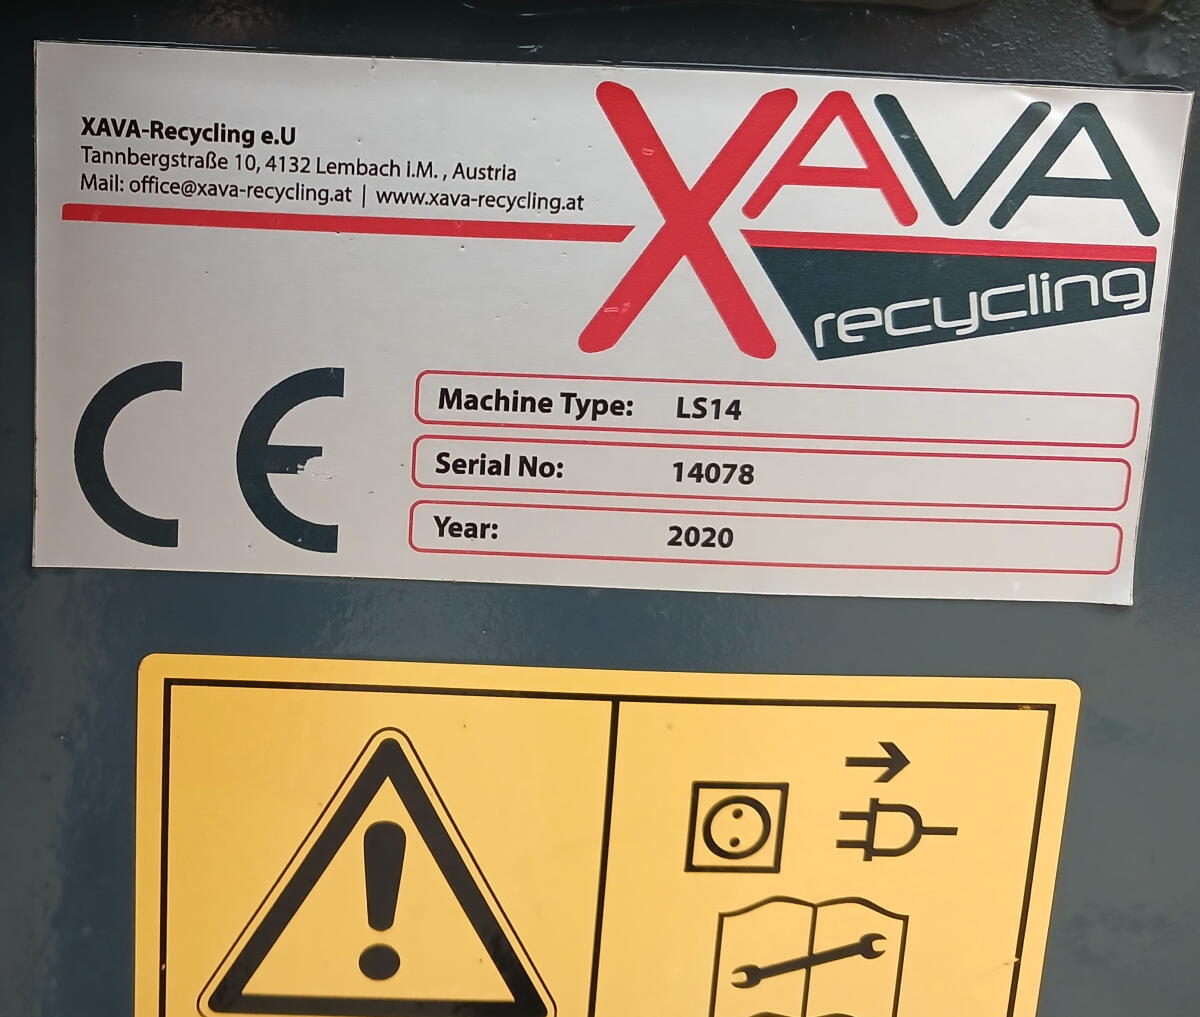 XAVA-Recycling e.U
Tannbergstraße 10, 4132 Lembach i.M. , Austria
Mail: office@xava-recycling.at | www.xava-recycling.at
XAVA
recycling
CE
Machine Type: LS14
Serial No: 14078
Year: 2020